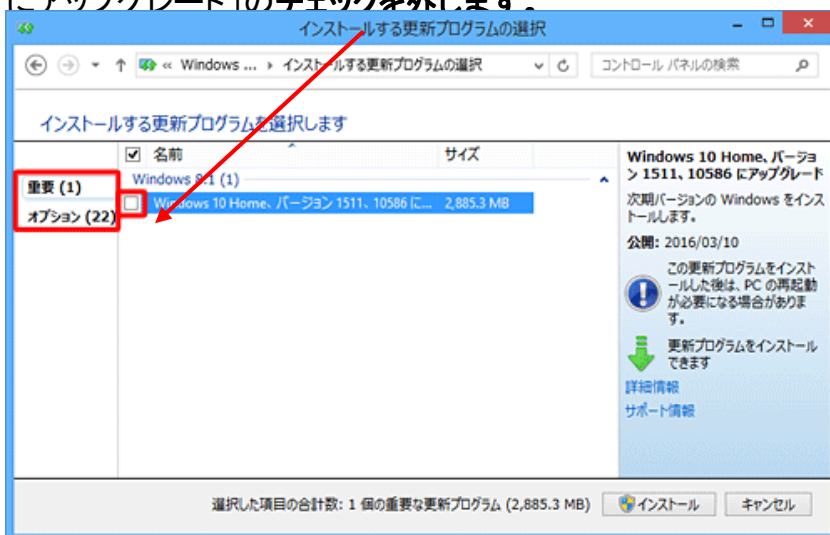 にアップグレード」のチェックを外します。
インストールする更新プログラムの選択
« Windows ... › インストールする更新プログラムの選択
コントロール パネルの検索
インストールする更新プログラムを選択します
名前 サイズ
重要 (1)
オプション (22)
Windows 8.1 (1)
Windows 10 Home、バージョン 1511、10586 に... 2,885.3 MB
Windows 10 Home、バージョ
ン 1511、10586 にアップグレード
次期バージョンの Windows をインス
トールします。
公開: 2016/03/10
この更新プログラムをインスト
ールした後は、PC の再起動
が必要になる場合がありま
す。
更新プログラムをインストール
できます
詳細情報
サポート情報
選択した項目の合計数: 1 個の重要な更新プログラム (2,885.3 MB)
インストール
キャンセル